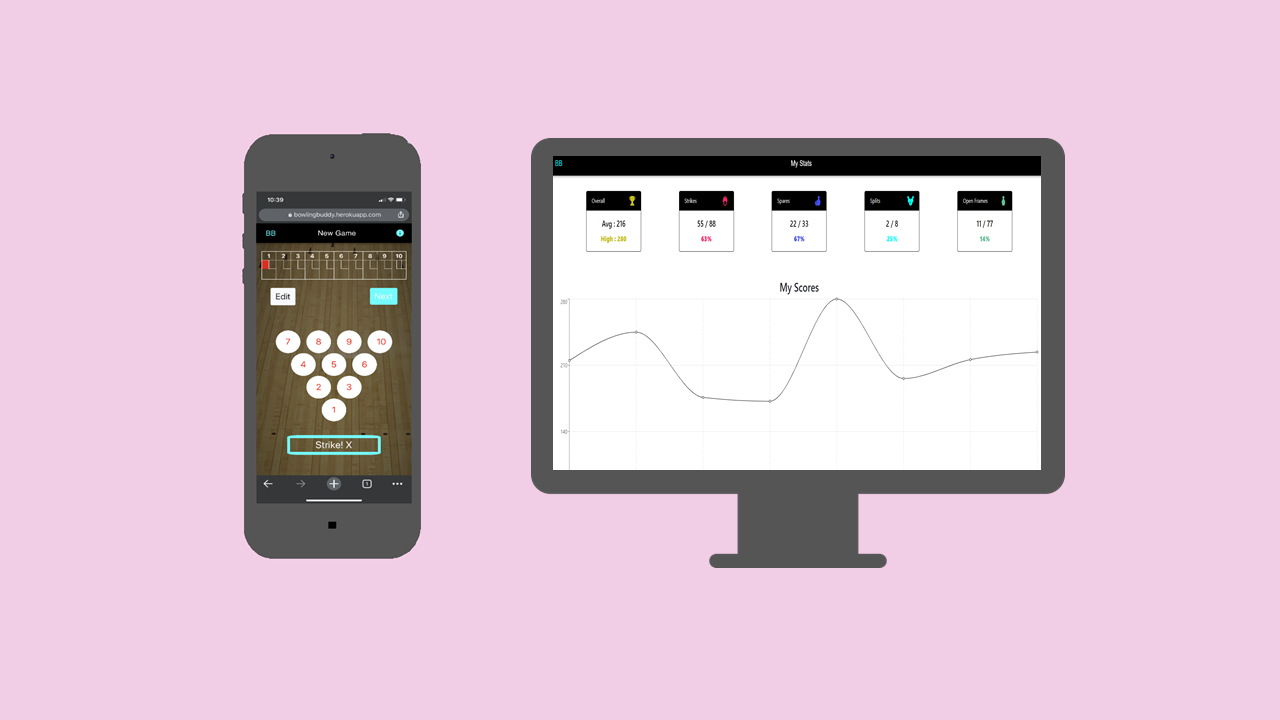 10:39
bowlingbuddy.herokuapp.com
BB New Game
1 2 3 4 5 6 7 8 9 10
Edit Next
7 8 9 10
4 5 6
2 3
1
Strike! X
1
BB My Stats
Overall Strikes Spares Splits Open Frames
Avg : 216 55 / 88 22 / 33 2 / 8 11 / 77
High : 280 63% 67% 25% 14%
My Scores
280
210
140